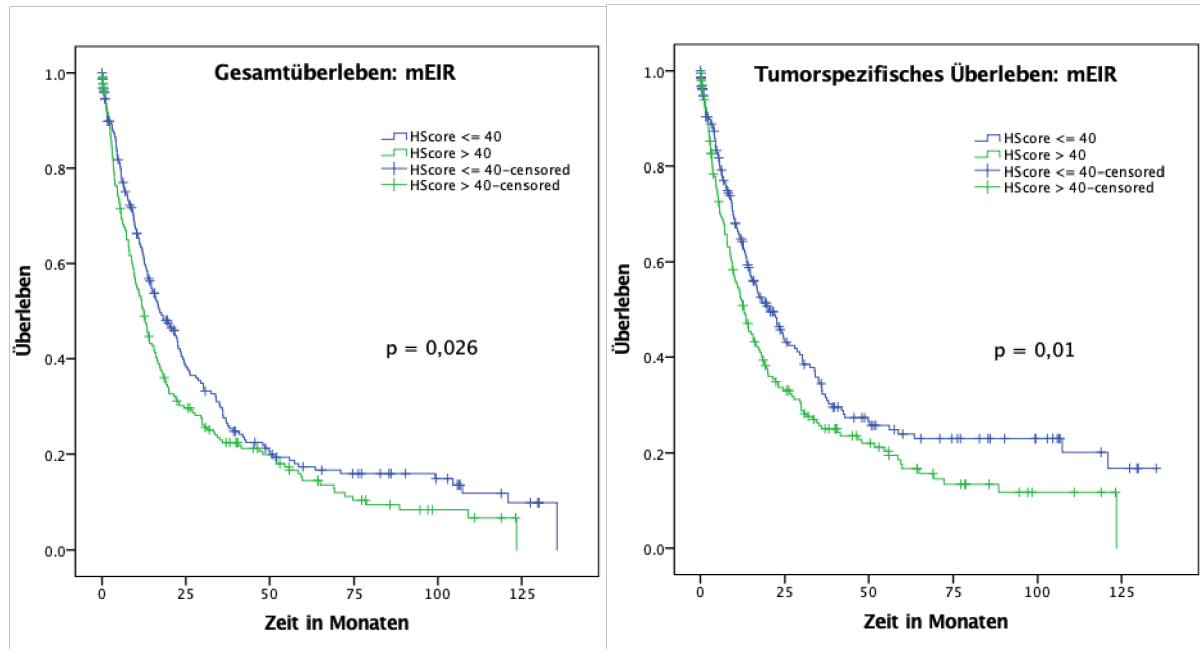 Gesamtüberleben: mEIR
HScore <= 40
HScore > 40
HScore <= 40-censored
HScore > 40-censored
p = 0,026
Überleben
1.0
0.8
0.6
0.4
0.2
0.0
0 25 50 75 100 125
Zeit in Monaten
Tumorspezifisches Überleben: mEIR
HScore <= 40
HScore > 40
HScore <= 40-censored
HScore > 40-censored
p = 0,01
Überleben
1.0
0.8
0.6
0.4
0.2
0.0
0 25 50 75 100 125
Zeit in Monaten